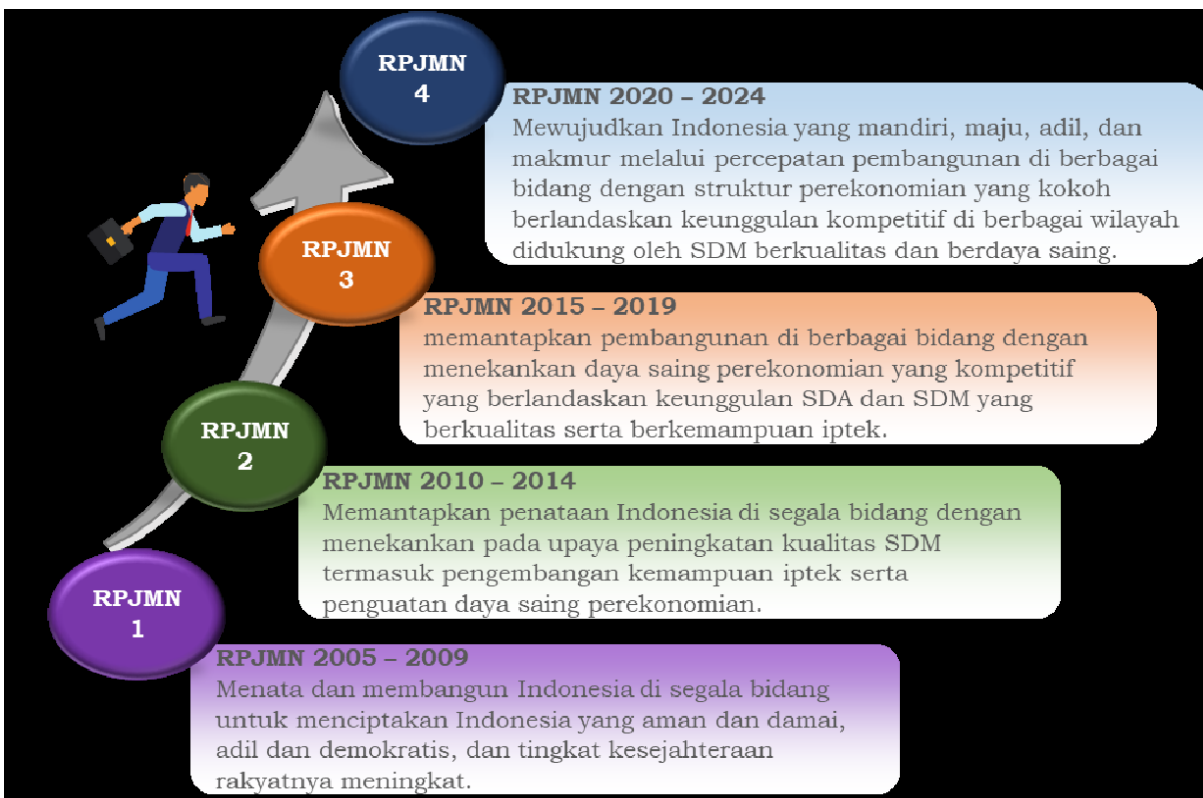 RPJMN
4
RPJMN 2020 – 2024
Mewujudkan Indonesia yang mandiri, maju, adil, dan
makmur melalui percepatan pembangunan di berbagai
bidang dengan struktur perekonomian yang kokoh
berlandaskan keunggulan kompetitif di berbagai wilayah
didukung oleh SDM berkualitas dan berdaya saing.
RPJMN
3
RPJMN 2015 – 2019
memantapkan pembangunan di berbagai bidang dengan
menekankan daya saing perekonomian yang kompetitif
yang berlandaskan keunggulan SDA dan SDM yang
berkualitas serta berkemampuan iptek.
RPJMN
2
RPJMN 2010 – 2014
Memantapkan penataan Indonesia di segala bidang dengan
menekankan pada upaya peningkatan kualitas SDM
termasuk pengembangan kemampuan iptek serta
penguatan daya saing perekonomian.
RPJMN
1
RPJMN 2005 – 2009
Menata dan membangun Indonesia di segala bidang
untuk menciptakan Indonesia yang aman dan damai,
adil dan demokratis, dan tingkat kesejahteraan
rakyatnya meningkat.